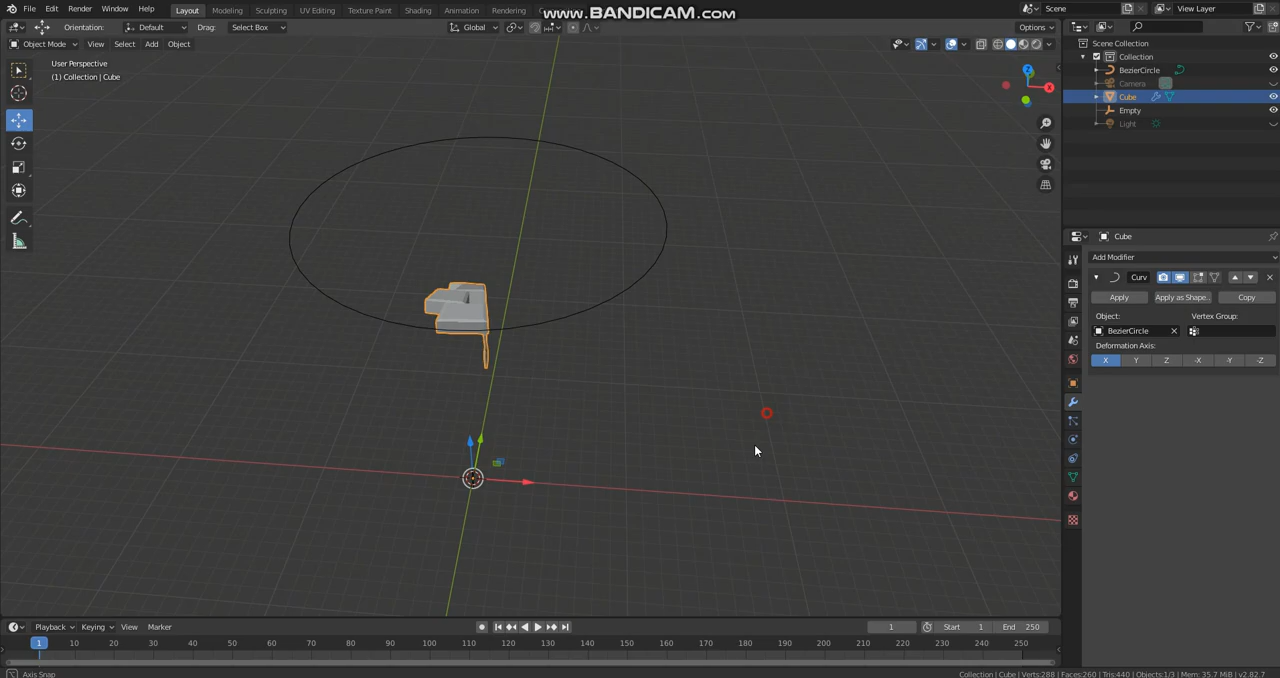 File Edit Render Window Help Layout Modeling Sculpting UV Editing Texture Paint Shading Animation Rendering
www.BANDICAM.com
Scene View Layer
Orientation: Default Drag: Select Box Global Options
Object Mode View Select Add Object
User Perspective
(1) Collection | Cube
X
Z
Scene Collection
Collection
BezierCircle
Camera
Cube
Empty
Light
Cube
Add Modifier
Curv
Apply Apply as Shape.. Copy
Object: Vertex Group:
BezierCircle
Deformation Axis:
X Y Z -X -Y -Z
Playback Keying View Marker 1 Start 1 End 250
1 10 20 30 40 50 60 70 80 90 100 110 120 130 140 150 160 170 180 190 200 210 220 230 240 250
Axis Snap
Collection | Cube | Verts:288 | Faces:260 | Tris:440 | Objects:1/3 | Mem: 35.7 MiB | v2.82.7